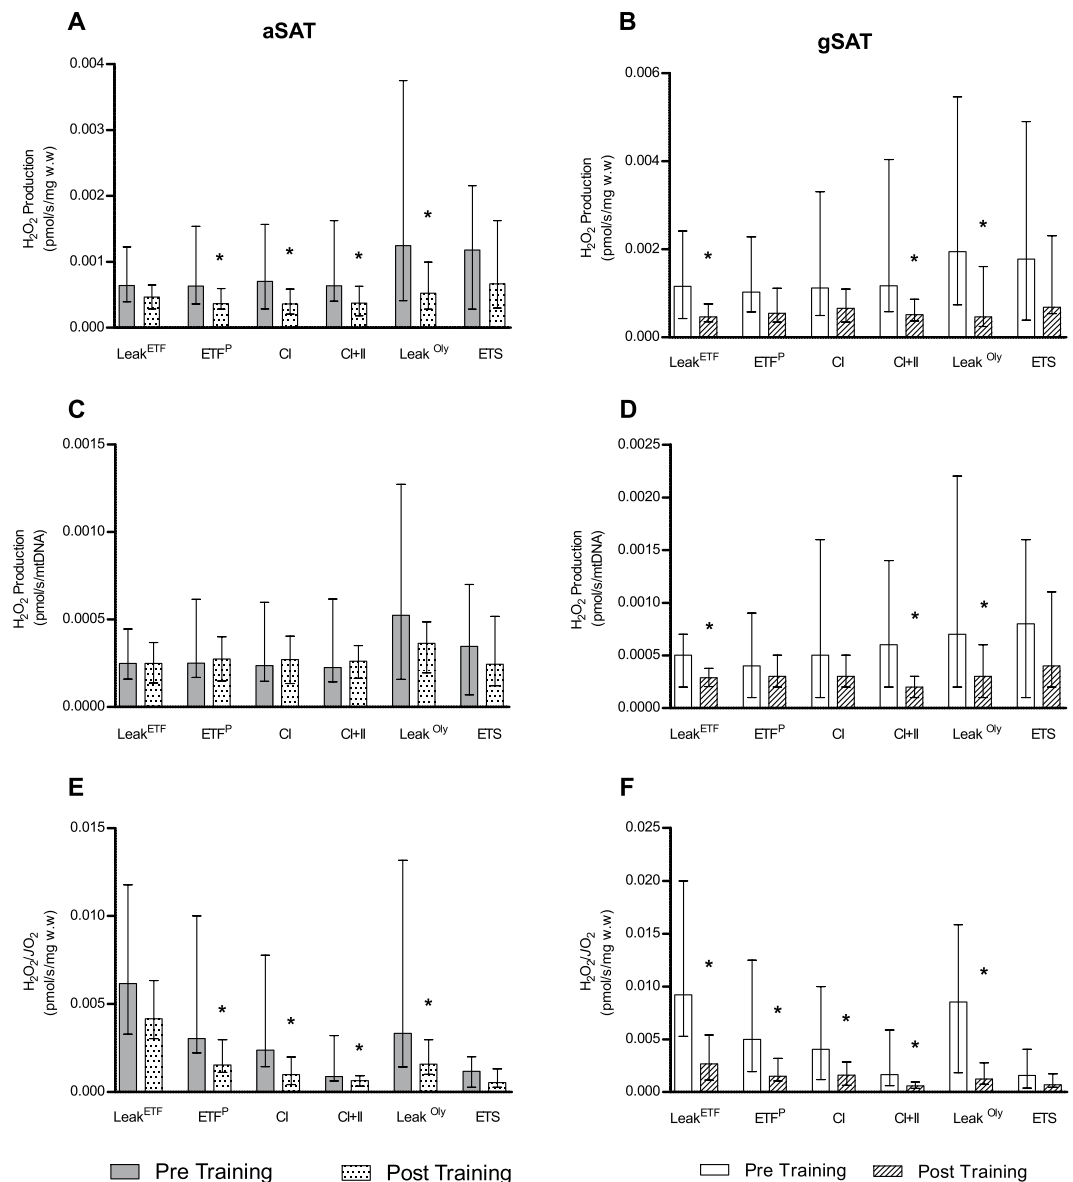 A
aSAT
H2O2 Production
(pmol/s/mg w.w)
0.004
0.003
0.002
0.001
0.000
* * * *
Leak^ETF ETF^P CI CI+II Leak ^Oly ETS
B
gSAT
H2O2 Production
(pmol/s/mg w.w)
0.006
0.004
0.002
0.000
* * *
Leak^ETF ETF^P CI CI+II Leak ^Oly ETS
C
H2O2 Production
(pmol/s/mtDNA)
0.0015
0.0010
0.0005
0.0000
Leak^ETF ETF^P CI CI+II Leak ^Oly ETS
D
H2O2 Production
(pmol/s/mtDNA)
0.0025
0.0020
0.0015
0.0010
0.0005
0.0000
* * *
Leak^ETF ETF^P CI CI+II Leak ^Oly ETS
E
H2O2/JO2
(pmol/s/mg w.w)
0.015
0.010
0.005
0.000
* * * *
Leak^ETF ETF^P CI CI+II Leak ^Oly ETS
F
H2O2/JO2
(pmol/s/mg w.w)
0.025
0.020
0.015
0.010
0.005
0.000
* * * * *
Leak^ETF ETF^P CI CI+II Leak ^Oly ETS
Pre Training Post Training
Pre Training Post Training